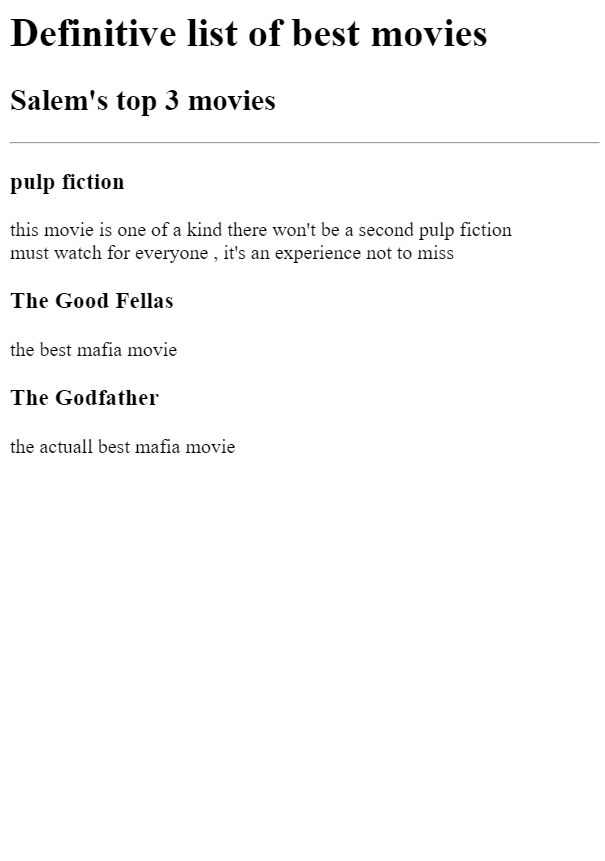 Definitive list of best movies
Salem's top 3 movies
pulp fiction
this movie is one of a kind there won't be a second pulp fiction
must watch for everyone , it's an experience not to miss
The Good Fellas
the best mafia movie
The Godfather
the actuall best mafia movie